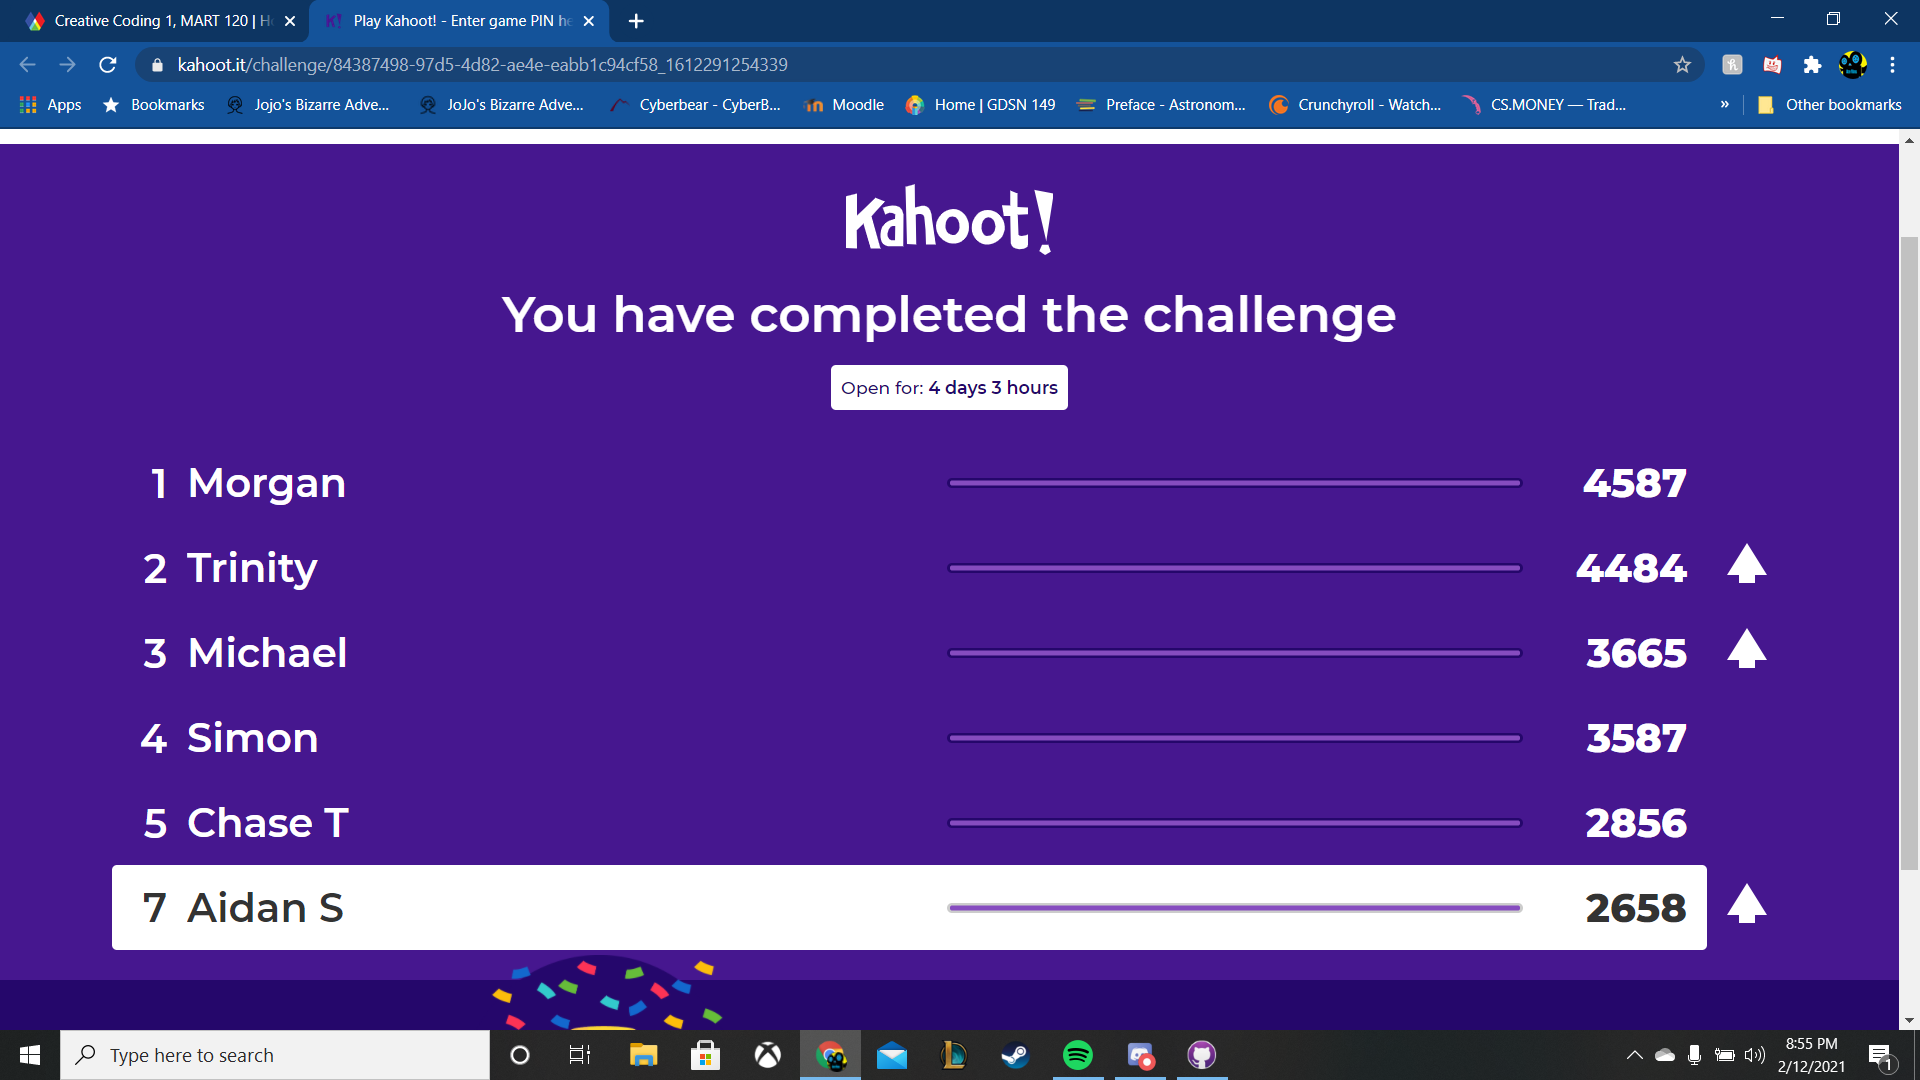 Creative Coding 1, MART 120 | H
Play Kahoot! - Enter game PIN he
kahoot.it/challenge/84387498-97d5-4d82-ae4e-eabb1c94cf58_1612291254339
Apps Bookmarks JoJo's Bizarre Adve... JoJo's Bizarre Adve... Cyberbear - CyberB... Moodle Home | GDSN 149 Preface - Astronom... Crunchyroll - Watch... CS.MONEY — Trad... » Other bookmarks
Kahoot!
You have completed the challenge
Open for: 4 days 3 hours
1 Morgan 4587
2 Trinity 4484
3 Michael 3665
4 Simon 3587
5 Chase T 2856
7 Aidan S 2658
Type here to search
8:55 PM
2/12/2021
1